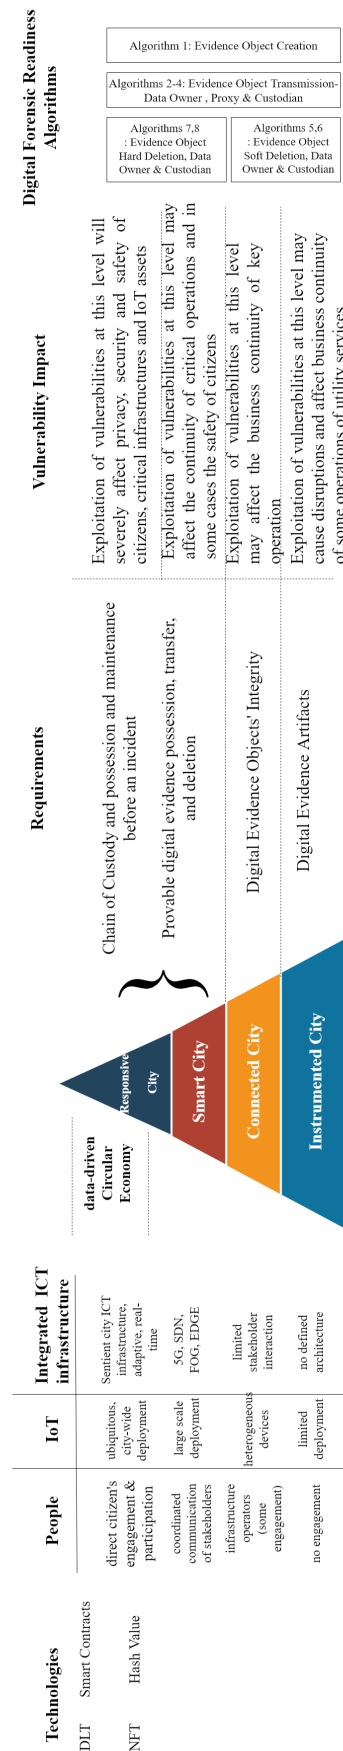 Technologies
DLT
Smart Contracts
NFT
Hash Value
People
direct citizen's
engagement &
participation
coordinated
communication
of stakeholders
infrastructure
operators
(some
engagement)
no engagement
IoT
ubiquitous,
city-wide
deployment
large scale
deployment
heterogeneous
devices
limited
deployment
Integrated ICT
infrastructure
Sentient city ICT
infrastructure,
adaptive, real-
time
5G, SDN,
FOG, EDGE
limited
stakeholder
interaction
no defined
architecture
data-driven
Circular
Economy
Responsive
City
Smart City
Connected City
Instrumented City
Requirements
Chain of Custody and possession and maintenance
before an incident
Provable digital evidence possession, transfer,
and deletion
Digital Evidence Objects' Integrity
Digital Evidence Artifacts
Vulnerability Impact
Exploitation of vulnerabilities at this level will
severely affect privacy, security and safety of
citizens, critical infrastructures and IoT assets
Exploitation of vulnerabilities at this level may
affect the continuity of critical operations and in
some cases the safety of citizens
Exploitation of vulnerabilities at this level
may affect the business continuity of key
operation
Exploitation of vulnerabilities at this level may
cause disruptions and affect business continuity
of some operations of utility services
Digital Forensic Readiness
Algorithms
Algorithm 1: Evidence Object Creation
Algorithms 2-4: Evidence Object Transmission-
Data Owner , Proxy & Custodian
Algorithms 7,8
: Evidence Object
Hard Deletion, Data
Owner & Custodian
Algorithms 5,6
: Evidence Object
Soft Deletion, Data
Owner & Custodian